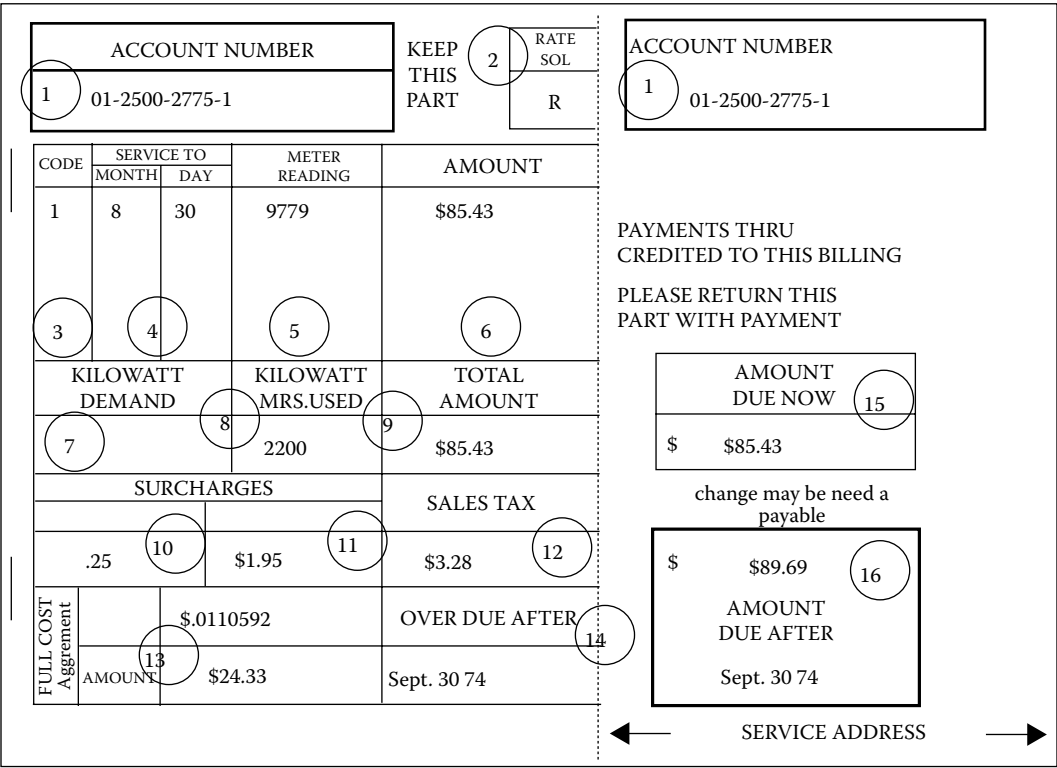 ACCOUNT NUMBER
1
01-2500-2775-1
KEEP
THIS
PART
2
RATE
SOL
R
ACCOUNT NUMBER
1
01-2500-2775-1
CODE
SERVICE TO
MONTH
DAY
METER
READING
AMOUNT
1
8
30
9779
$85.43
3
4
5
6
PAYMENTS THRU
CREDITED TO THIS BILLING
PLEASE RETURN THIS
PART WITH PAYMENT
KILOWATT
DEMAND
KILOWATT
MRS.USED
TOTAL
AMOUNT
7
8
2200
9
$85.43
AMOUNT
DUE NOW
15
$ $85.43
SURCHARGES
SALES TAX
.25
10
$1.95
11
$3.28
12
change may be need a
payable
$ $89.69
16
AMOUNT
DUE AFTER
Sept. 30 74
FULL COST
Aggrement
$.0110592
OVER DUE AFTER
14
13
AMOUNT
$24.33
Sept. 30 74
SERVICE ADDRESS